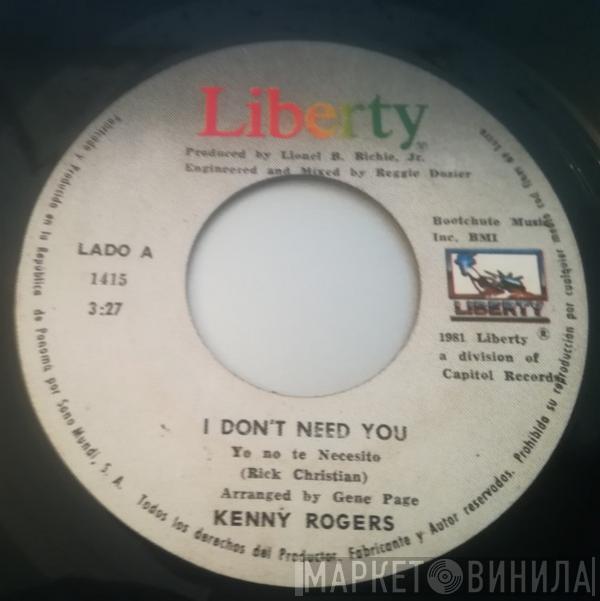 Liberty
®
Produced by Lionel B. Richie, Jr.
Engineered and Mixed by Reggie Dozier
Bootchute Music
Inc. BMI
LADO A
1415
3:27
LIBERTY
®
1981 Liberty
a division of
Capitol Records
I DON'T NEED YOU
Yo no te Necesito
(Rick Christian)
Arranged by Gene Page
KENNY ROGERS
Fabricado y Producido en la República de Panamá por Sono Mundi, S. A. Todos los derechos del Productor, Fabricante y Autor reservados. Prohibido su reproducción por cualquier medio
МАРКЕТ ВИНИЛА